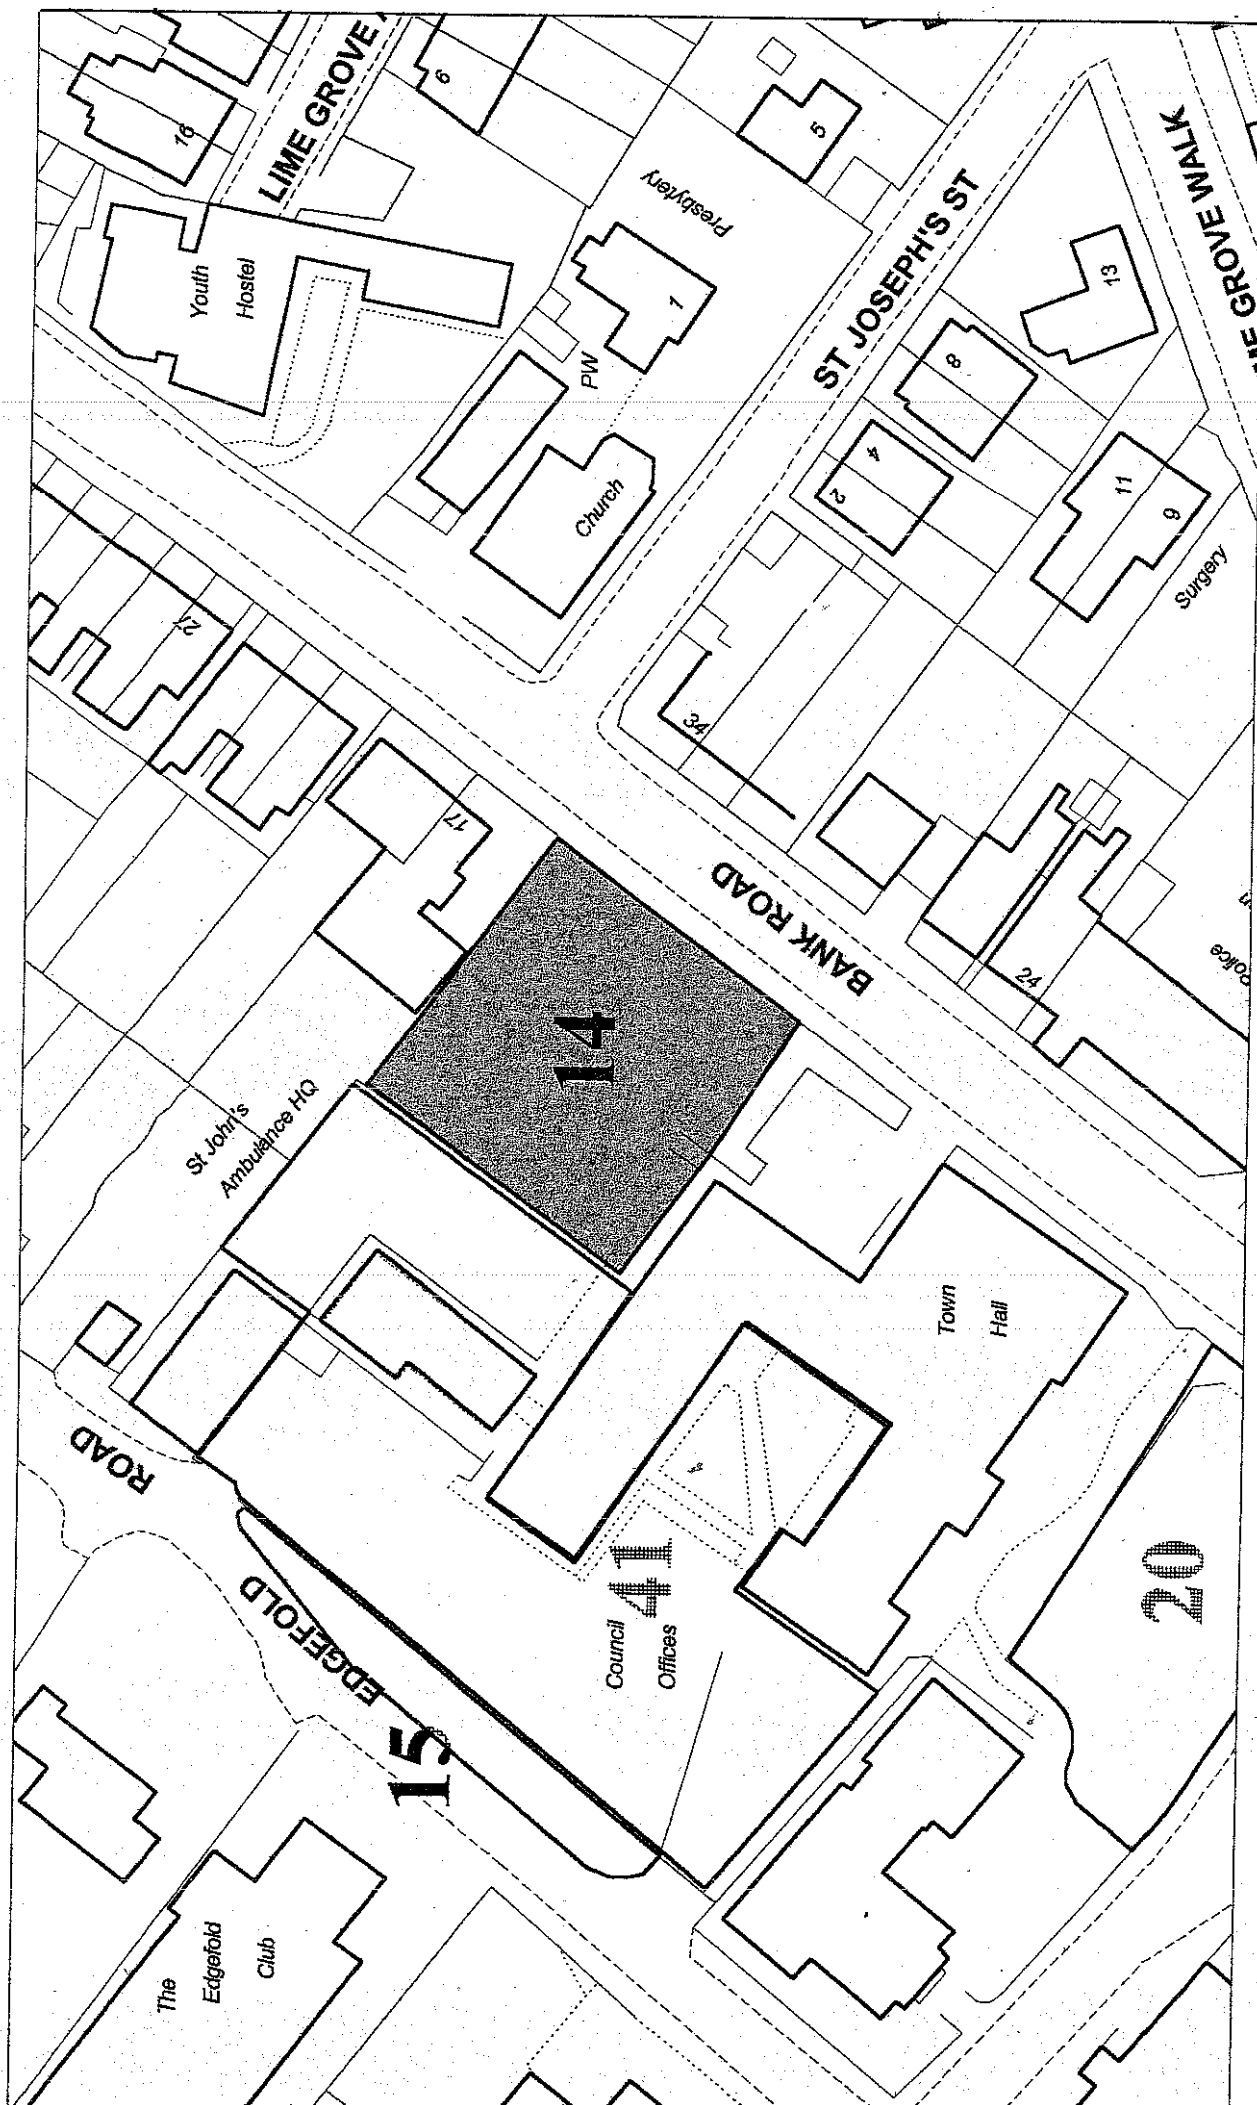 LIME GROVE
16
6
5
Youth
Hostel
Presbytery
1
PW
ST JOSEPH'S ST
GROVE WALK
13
8
4
2
Church
11
9
Surgery
27
34
17
BANK ROAD
24
Police
14
St John's
Ambulance HQ
Town
Hall
ROAD
EDGEFOLD
41
Council
Offices
20
15
The
Edgefold
Club